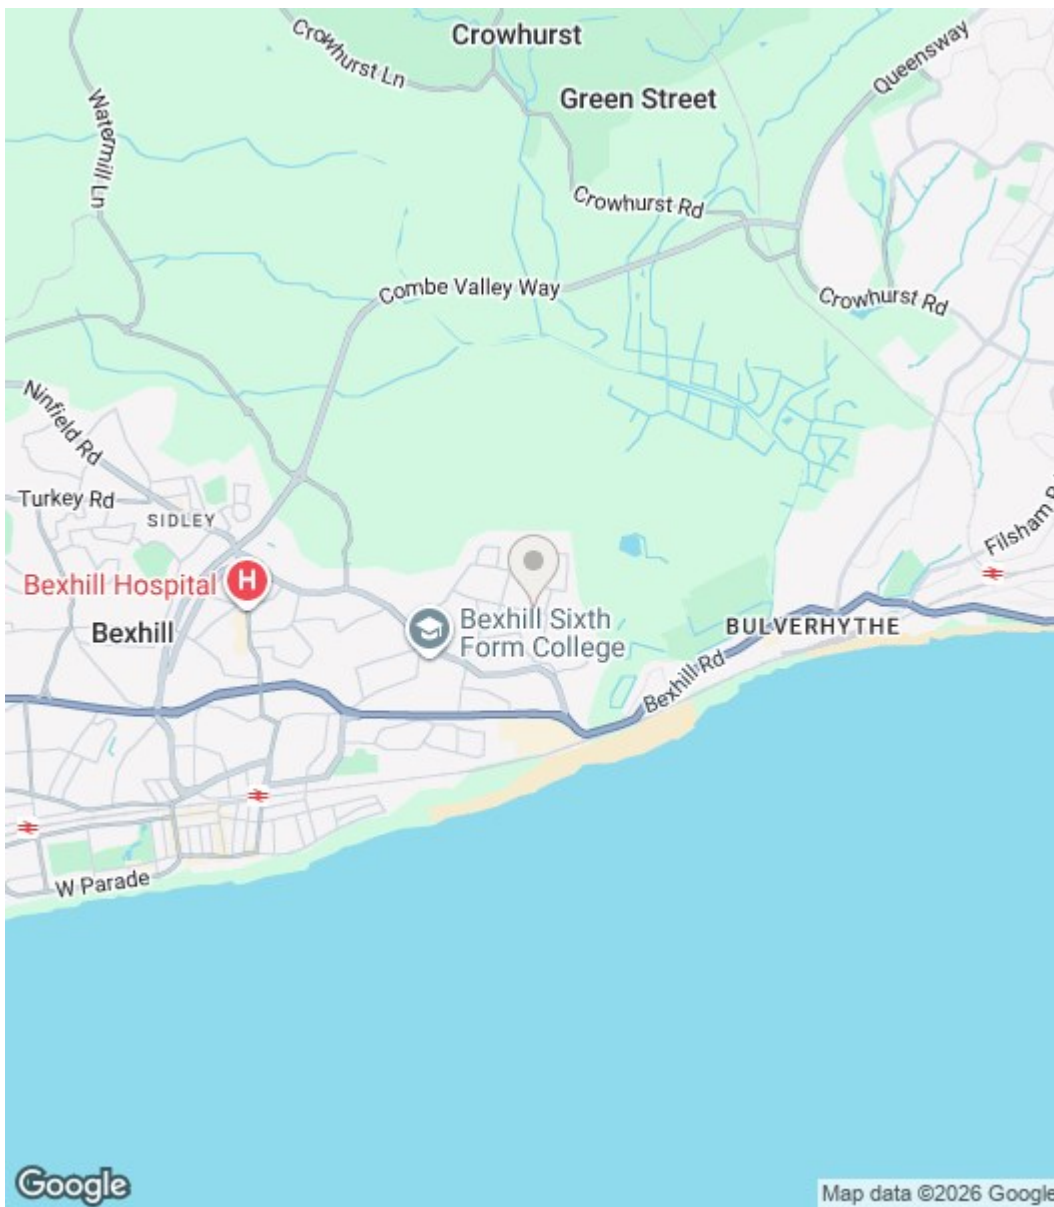 Crowhurst
Crowhurst Ln
Queensway
Green Street
Watermill Ln
Crowhurst Rd
Combe Valley Way
Crowhurst Rd
Ninfield Rd
Turkey Rd
SIDLEY
Filsham
Bexhill Hospital
H
Bexhill
Bexhill Sixth
Form College
BULVERHYTHE
Bexhill Rd
W Parade
Google
Map data ©2026 Google